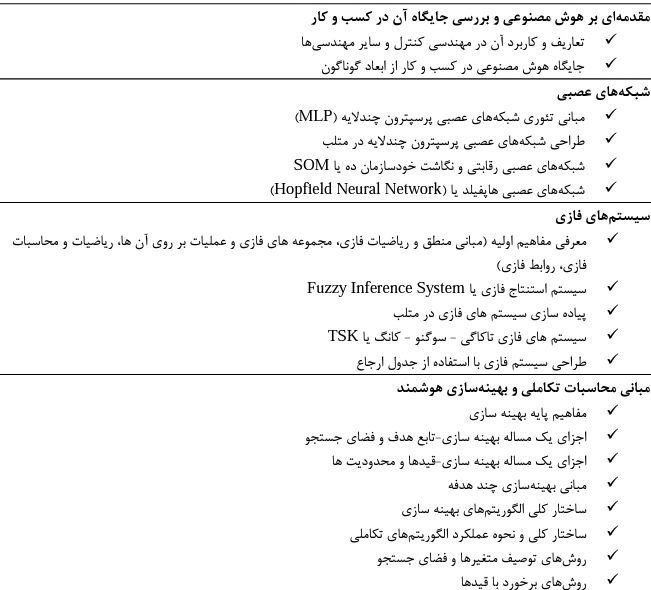 مقدمه‌ای بر هوش مصنوعی و بررسی جایگاه آن در کسب و کار
✓ تعاریف و کاربرد آن در مهندسی کنترل و سایر مهندسی‌ها
✓ جایگاه هوش مصنوعی در کسب و کار از ابعاد گوناگون
شبکه‌های عصبی
✓ مبانی تئوری شبکه‌های عصبی پرسپترون چندلایه (MLP)
✓ طراحی شبکه‌های عصبی پرسپترون چندلایه در متلب
✓ شبکه‌های عصبی رقابتی و نگاشت خودسازمان ده یا SOM
✓ شبکه‌های عصبی هاپفیلد یا (Hopfield Neural Network)
سیستم‌های فازی
✓ معرفی مفاهیم اولیه (مبانی منطق و ریاضیات فازی، مجموعه های فازی و عملیات بر روی آن ها، ریاضیات و محاسبات
فازی، روابط فازی)
✓ سیستم استنتاج فازی یا Fuzzy Inference System
✓ پیاده سازی سیستم های فازی در متلب
✓ سیستم های فازی تاکاگی - سوگنو - کانگ یا TSK
✓ طراحی سیستم فازی با استفاده از جدول ارجاع
مبانی محاسبات تکاملی و بهینه‌سازی هوشمند
✓ مفاهیم پایه بهینه سازی
✓ اجزای یک مساله بهینه سازی-تابع هدف و فضای جستجو
✓ اجزای یک مساله بهینه سازی-قیدها و محدودیت ها
✓ مبانی بهینه‌سازی چند هدفه
✓ ساختار کلی الگوریتم‌های بهینه سازی
✓ ساختار کلی و نحوه عملکرد الگوریتم‌های تکاملی
✓ روش‌های توصیف متغیرها و فضای جستجو
✓ روش‌های برخورد با قیدها